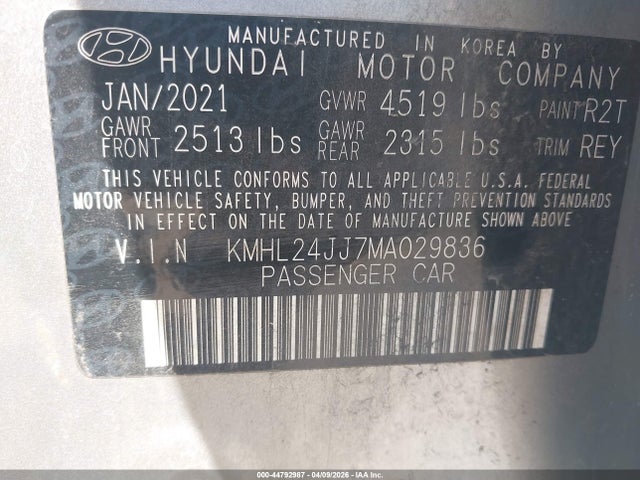 MANUFACTURED IN KOREA BY
HYUNDAI MOTOR COMPANY
JAN/2021 GVWR 4519 lbs PAINT R2T
GAWR FRONT 2513 lbs GAWR REAR 2315 lbs TRIM REY
THIS VEHICLE CONFORMS TO ALL APPLICABLE U.S.A. FEDERAL
MOTOR VEHICLE SAFETY, BUMPER, AND THEFT PREVENTION STANDARDS
IN EFFECT ON THE DATE OF MANUFACTURE SHOWN ABOVE
V.I.N KMHL24JJ7MA029836
PASSENGER CAR
000-44792987 | 04/09/2026 - IAA Inc.